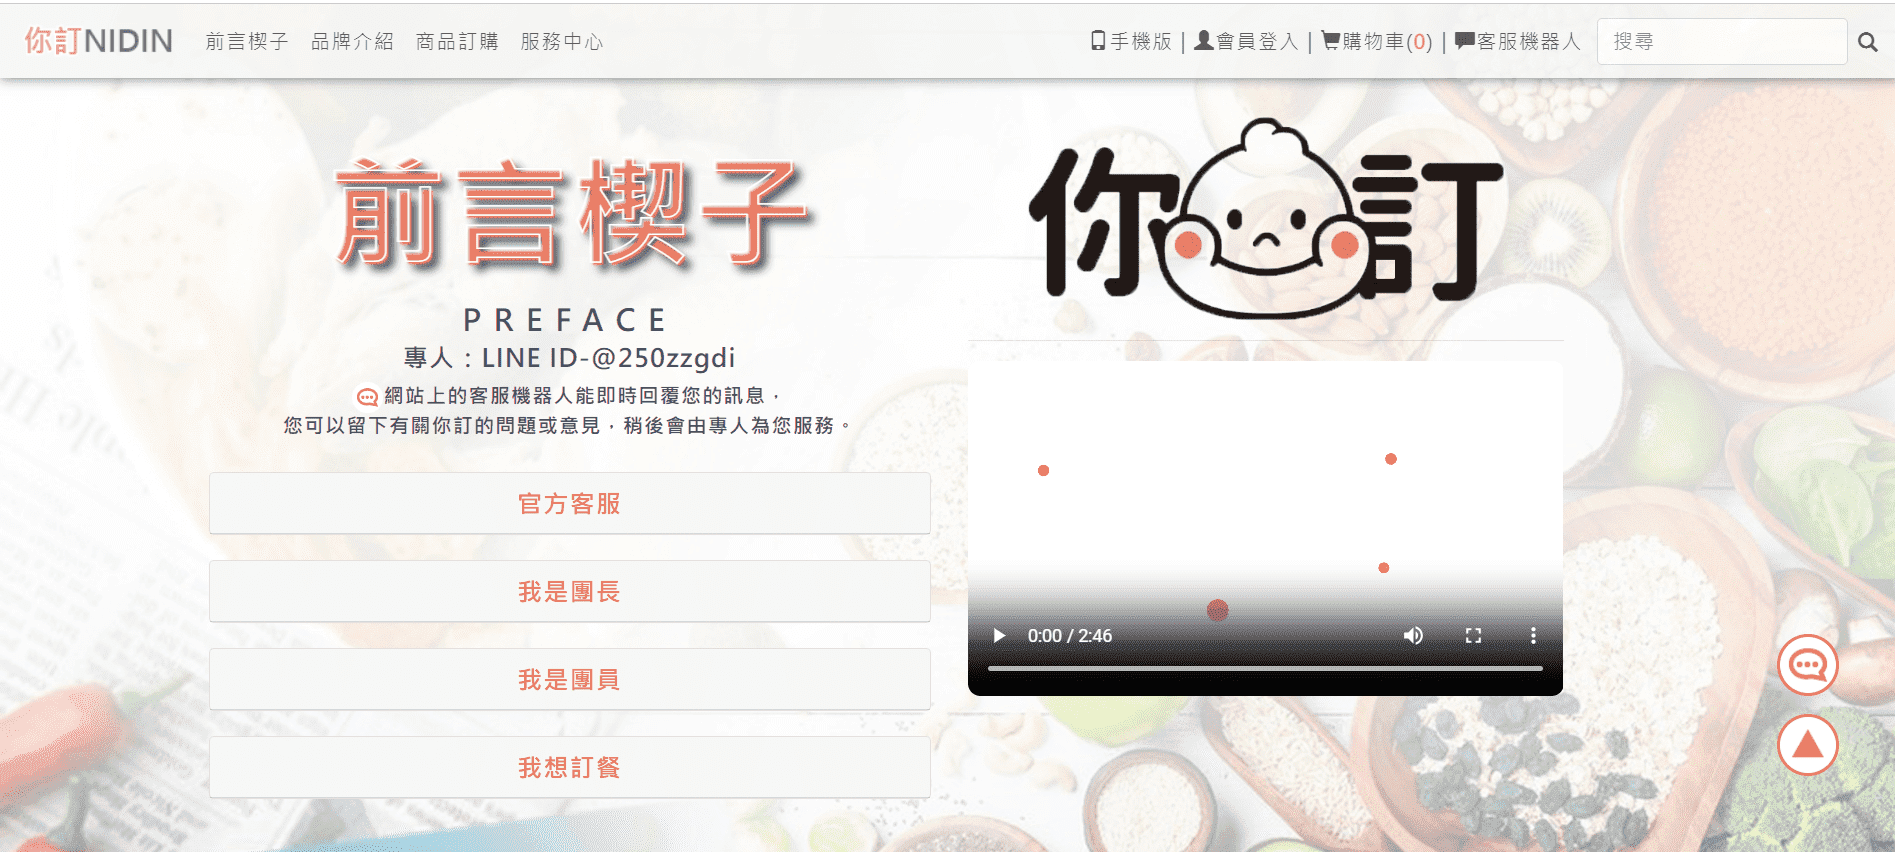 你訂NIDIN 前言楔子 品牌介紹 商品訂購 服務中心 手機版 | 會員登入 | 購物車(0) | 客服機器人 搜尋
前言楔子
PREFACE
專人：LINE ID-@250zzgdi
網站上的客服機器人能即時回覆您的訊息，
您可以留下有關你訂的問題或意見，稍後會由專人為您服務。
官方客服
我是團長
我是團員
我想訂餐
你訂
0:00 / 2:46